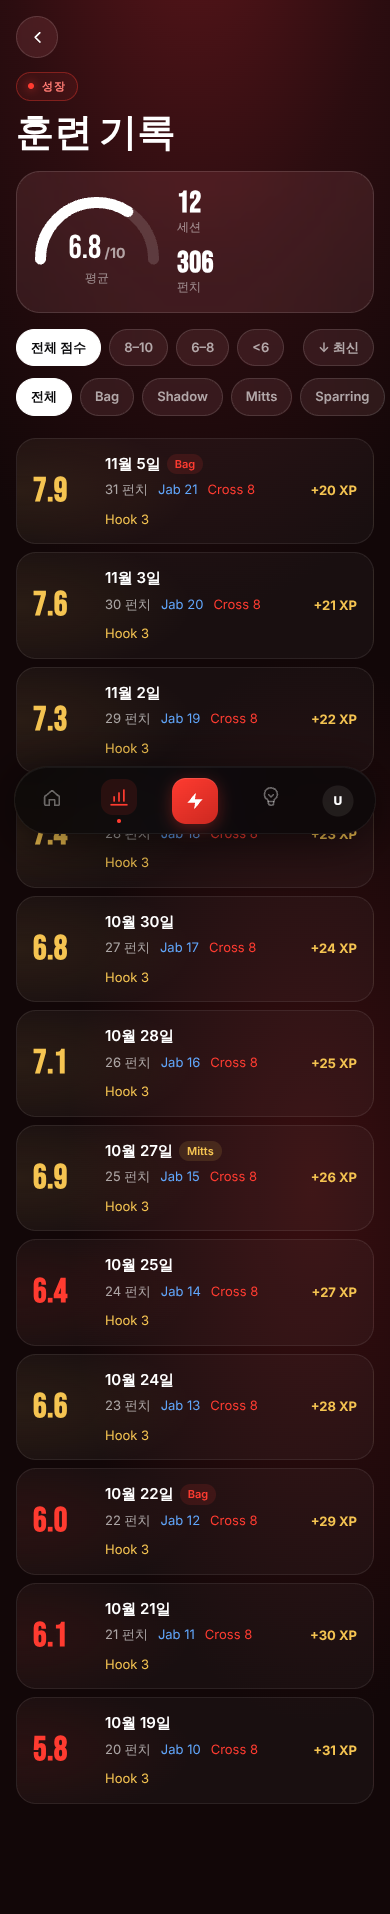 성장
훈련 기록
6.8 /10
평균
12
세션
306
펀치
전체 점수 8–10 6–8 <6 ↓ 최신
전체 Bag Shadow Mitts Sparring
7.9
11월 5일 Bag
31 펀치 Jab 21 Cross 8
Hook 3
+20 XP
7.6
11월 3일
30 펀치 Jab 20 Cross 8
Hook 3
+21 XP
7.3
11월 2일
29 펀치 Jab 19 Cross 8
Hook 3
+22 XP
U
7.4
28 펀치 Jab 18 Cross 8
Hook 3
+23 XP
6.8
10월 30일
27 펀치 Jab 17 Cross 8
Hook 3
+24 XP
7.1
10월 28일
26 펀치 Jab 16 Cross 8
Hook 3
+25 XP
6.9
10월 27일 Mitts
25 펀치 Jab 15 Cross 8
Hook 3
+26 XP
6.4
10월 25일
24 펀치 Jab 14 Cross 8
Hook 3
+27 XP
6.6
10월 24일
23 펀치 Jab 13 Cross 8
Hook 3
+28 XP
6.0
10월 22일 Bag
22 펀치 Jab 12 Cross 8
Hook 3
+29 XP
6.1
10월 21일
21 펀치 Jab 11 Cross 8
Hook 3
+30 XP
5.8
10월 19일
20 펀치 Jab 10 Cross 8
Hook 3
+31 XP